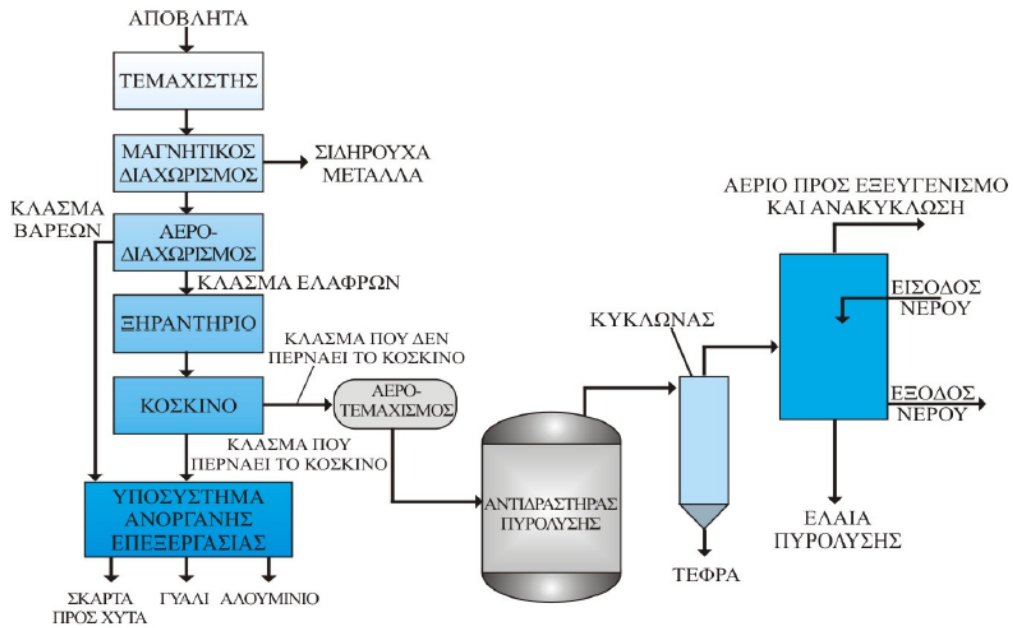 ΑΠΟΒΛΗΤΑ
ΤΕΜΑΧΙΣΤΗΣ
ΜΑΓΝΗΤΙΚΟΣ
ΔΙΑΧΩΡΙΣΜΟΣ
ΣΙΔΗΡΟΥΧΑ
ΜΕΤΑΛΛΑ
ΚΛΑΣΜΑ
ΒΑΡΕΩΝ
ΑΕΡΟ-
ΔΙΑΧΩΡΙΣΜΟΣ
ΚΛΑΣΜΑ ΕΛΑΦΡΩΝ
ΞΗΡΑΝΤΗΡΙΟ
ΚΛΑΣΜΑ ΠΟΥ ΔΕΝ
ΠΕΡΝΑΕΙ ΤΟ ΚΟΣΚΙΝΟ
ΚΟΣΚΙΝΟ
ΑΕΡΟ-
ΤΕΜΑΧΙΣΜΟΣ
ΚΛΑΣΜΑ ΠΟΥ
ΠΕΡΝΑΕΙ ΤΟ ΚΟΣΚΙΝΟ
ΥΠΟΣΥΣΤΗΜΑ
ΑΝΟΡΓΑΝΗΣ
ΕΠΕΞΕΡΓΑΣΙΑΣ
ΣΚΑΡΤΑ
ΠΡΟΣ ΧΥΤΑ
ΓΥΑΛΙ
ΑΛΟΥΜΙΝΙΟ
ΑΝΤΙΔΡΑΣΤΗΡΑΣ
ΠΥΡΟΛΥΣΗΣ
ΚΥΚΛΩΝΑΣ
ΤΕΦΡΑ
ΑΕΡΙΟ ΠΡΟΣ ΕΞΕΥΓΕΝΙΣΜΟ
ΚΑΙ ΑΝΑΚΥΚΛΩΣΗ
ΕΙΣΟΔΟΣ
ΝΕΡΟΥ
ΕΞΟΔΟΣ
ΝΕΡΟΥ
ΕΛΑΙΑ
ΠΥΡΟΛΥΣΗΣ